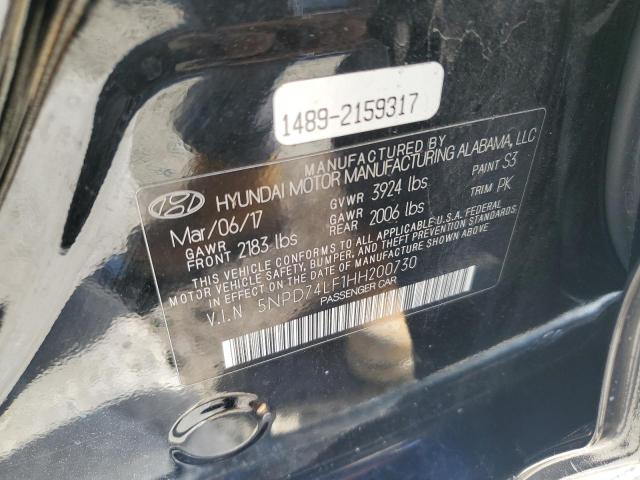 1489-2159317
MANUFACTURED BY
HYUNDAI MOTOR MANUFACTURING ALABAMA, LLC
Mar/06/17 GVWR 3924 lbs PAINT S3
GAWR FRONT 2183 lbs GAWR REAR 2006 lbs TRIM PK
THIS VEHICLE CONFORMS TO ALL APPLICABLE U.S.A. FEDERAL
MOTOR VEHICLE SAFETY, BUMPER, AND THEFT PREVENTION STANDARDS
IN EFFECT ON THE DATE OF MANUFACTURE SHOWN ABOVE.
V.I.N 5NPD74LF1HH200730
PASSENGER CAR